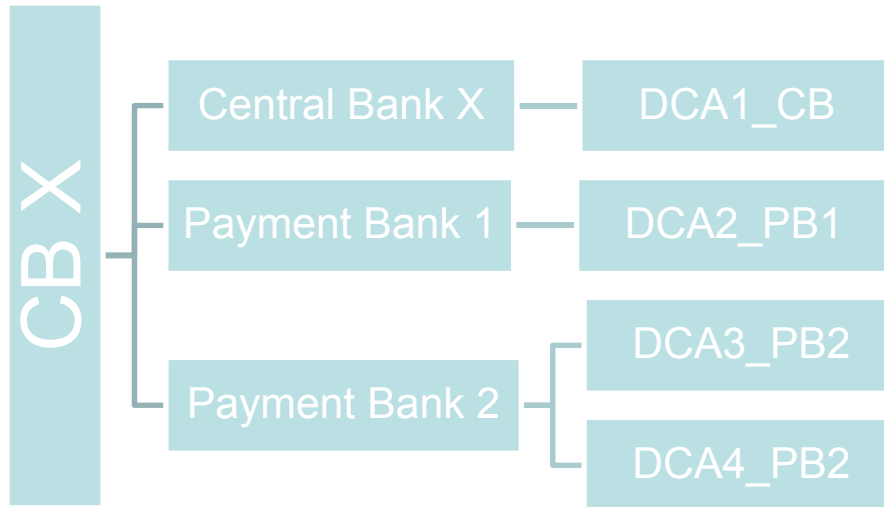 CB X
Central Bank X
DCA1_CB
Payment Bank 1
DCA2_PB1
Payment Bank 2
DCA3_PB2
DCA4_PB2